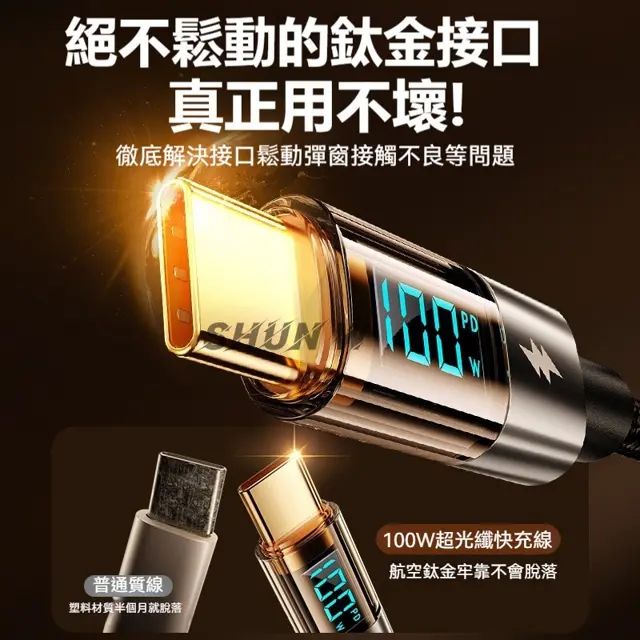 絕不鬆動的鈦金接口
真正用不壞!
徹底解決接口鬆動彈窗接觸不良等問題
100
PD
W
SHUN
普通質線
塑料材質半個月就脫落
100
W
100W超光纖快充線
航空鈦金牢靠不會脫落